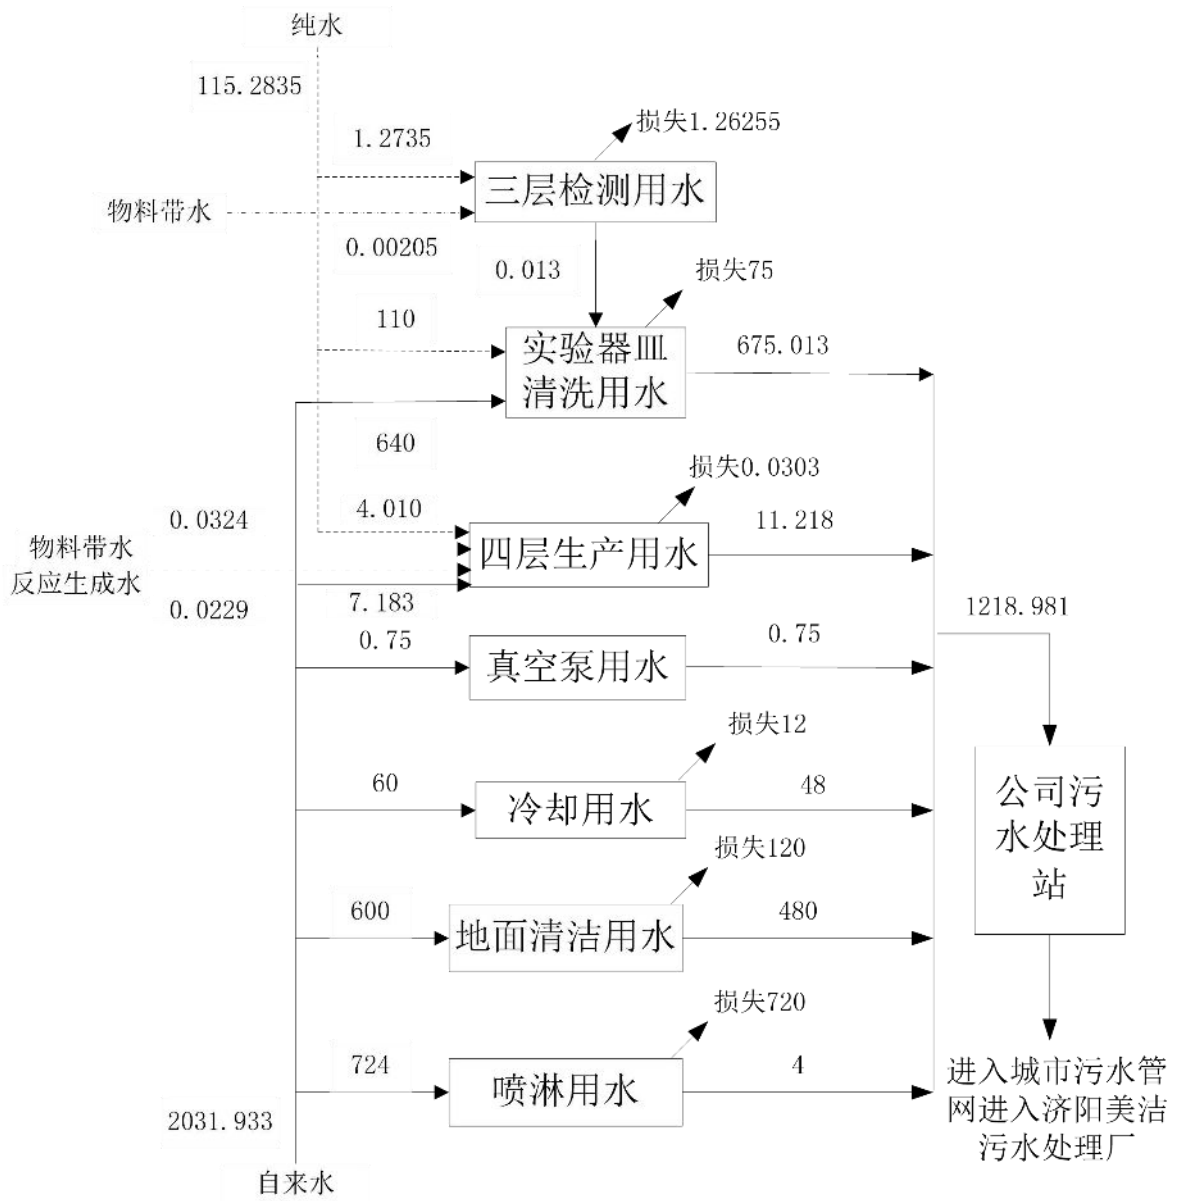 纯水
115.2835
损失1.26255
1.2735
三层检测用水
物料带水
0.00205
0.013
损失75
110
实验器皿
清洗用水
675.013
640
损失0.0303
4.010
0.0324
11.218
四层生产用水
物料带水
反应生成水
7.183
0.0229
1218.981
0.75
0.75
真空泵用水
损失12
60
48
冷却用水
公司污
水处理
站
损失120
600
480
地面清洁用水
损失720
724
4
喷淋用水
进入城市污水管
网进入济阳美洁
污水处理厂
2031.933
自来水